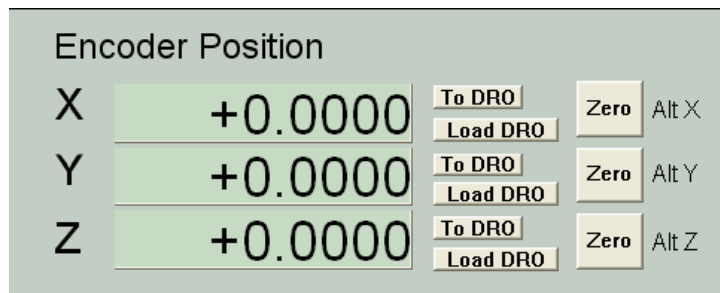 Encoder Position
X +0.0000 To DRO Load DRO Zero Alt X
Y +0.0000 To DRO Load DRO Zero Alt Y
Z +0.0000 To DRO Load DRO Zero Alt Z